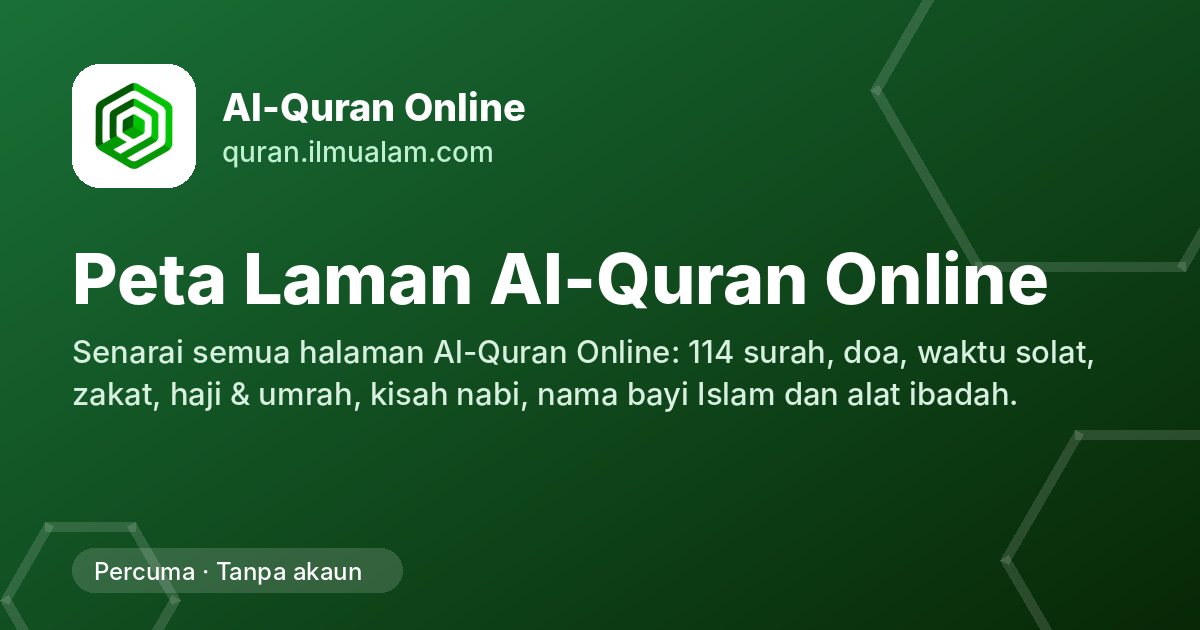 Al-Quran Online
quran.ilmualam.com
Peta Laman Al-Quran Online
Senarai semua halaman Al-Quran Online: 114 surah, doa, waktu solat,
zakat, haji & umrah, kisah nabi, nama bayi Islam dan alat ibadah.
Percuma · Tanpa akaun